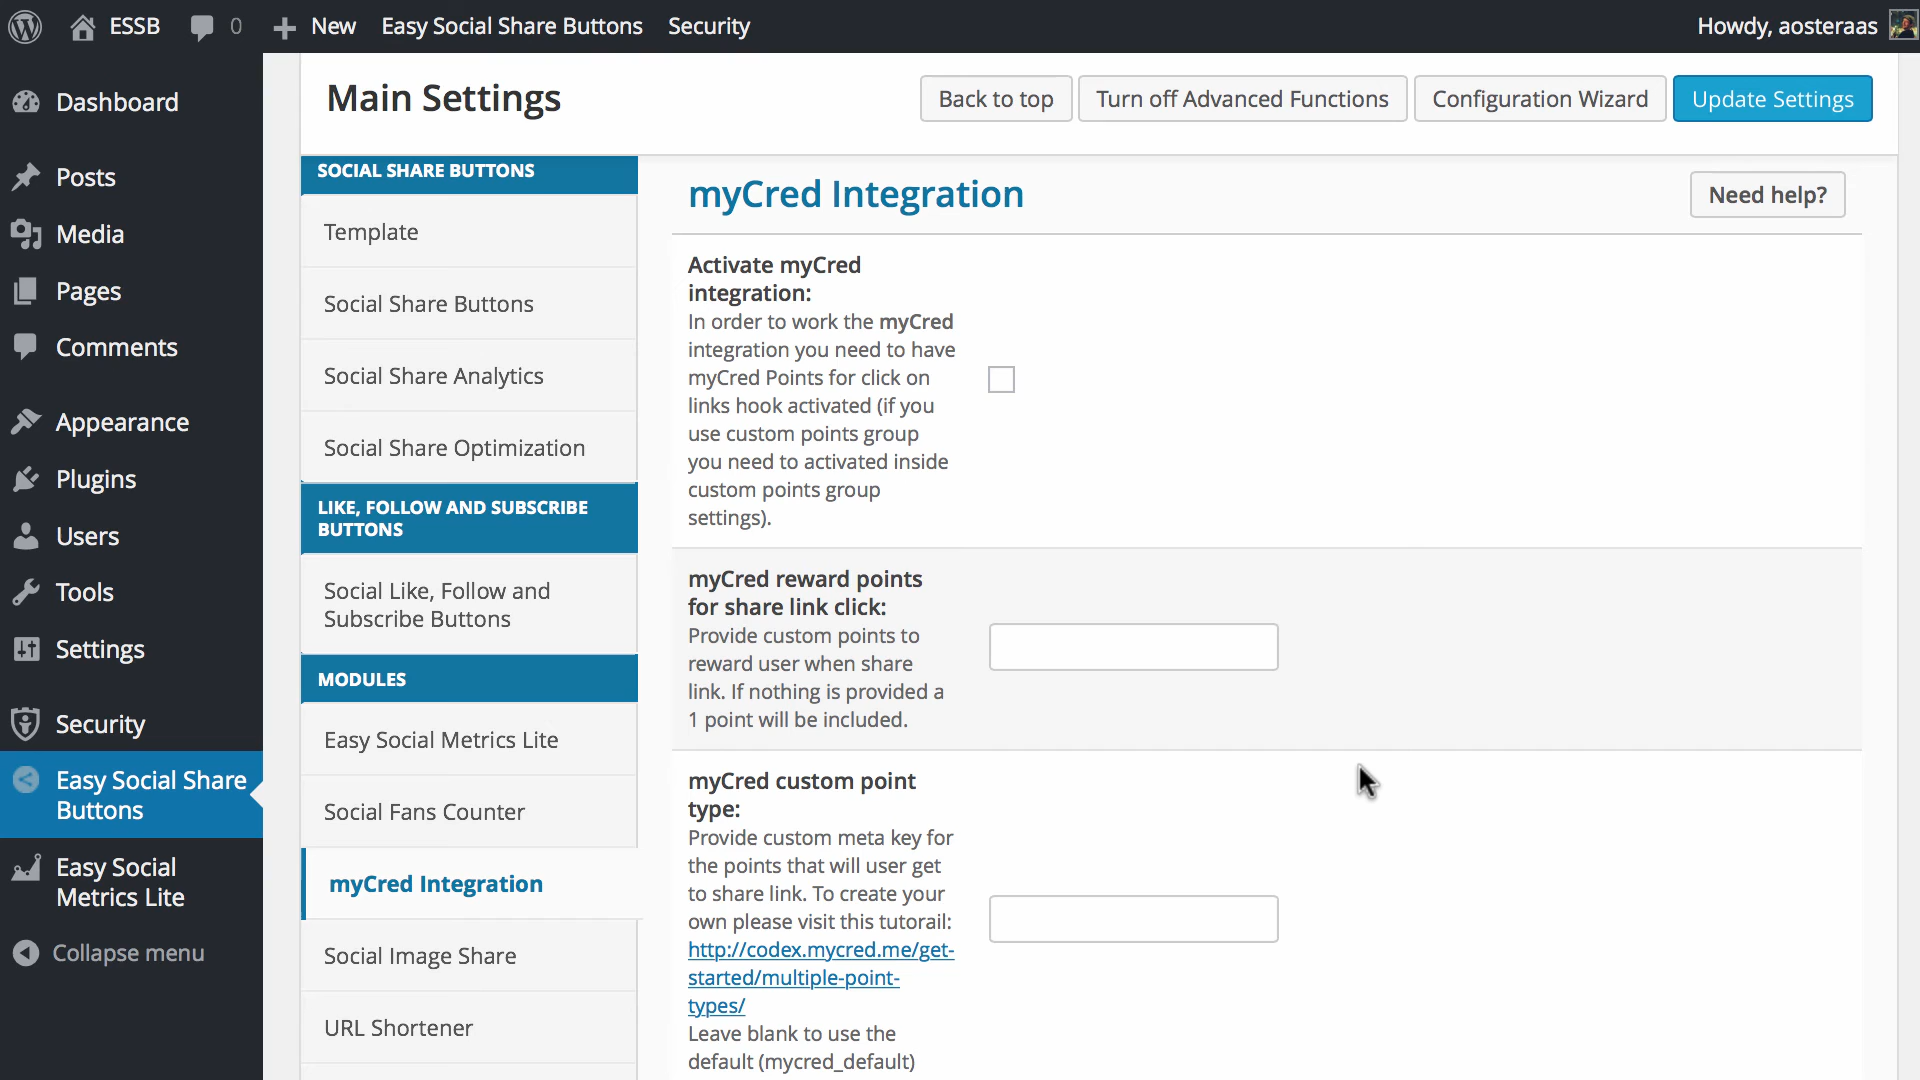 ESSB 0 New Easy Social Share Buttons Security Howdy, aosteraas
Dashboard
Posts
Media
Pages
Comments
Appearance
Plugins
Users
Tools
Settings
Security
Easy Social Share
Buttons
Easy Social
Metrics Lite
Collapse menu
Main Settings
Back to top Turn off Advanced Functions Configuration Wizard Update Settings
SOCIAL SHARE BUTTONS
Template
Social Share Buttons
Social Share Analytics
Social Share Optimization
LIKE, FOLLOW AND SUBSCRIBE
BUTTONS
Social Like, Follow and
Subscribe Buttons
MODULES
Easy Social Metrics Lite
Social Fans Counter
myCred Integration
Social Image Share
URL Shortener
myCred Integration
Need help?
Activate myCred
integration:
In order to work the myCred
integration you need to have
myCred Points for click on
links hook activated (if you
use custom points group
you need to activated inside
custom points group
settings).
myCred reward points
for share link click:
Provide custom points to
reward user when share
link. If nothing is provided a
1 point will be included.
myCred custom point
type:
Provide custom meta key for
the points that will user get
to share link. To create your
own please visit this tutorail:
http://codex.mycred.me/get-
started/multiple-point-
types/
Leave blank to use the
default (mycred_default)